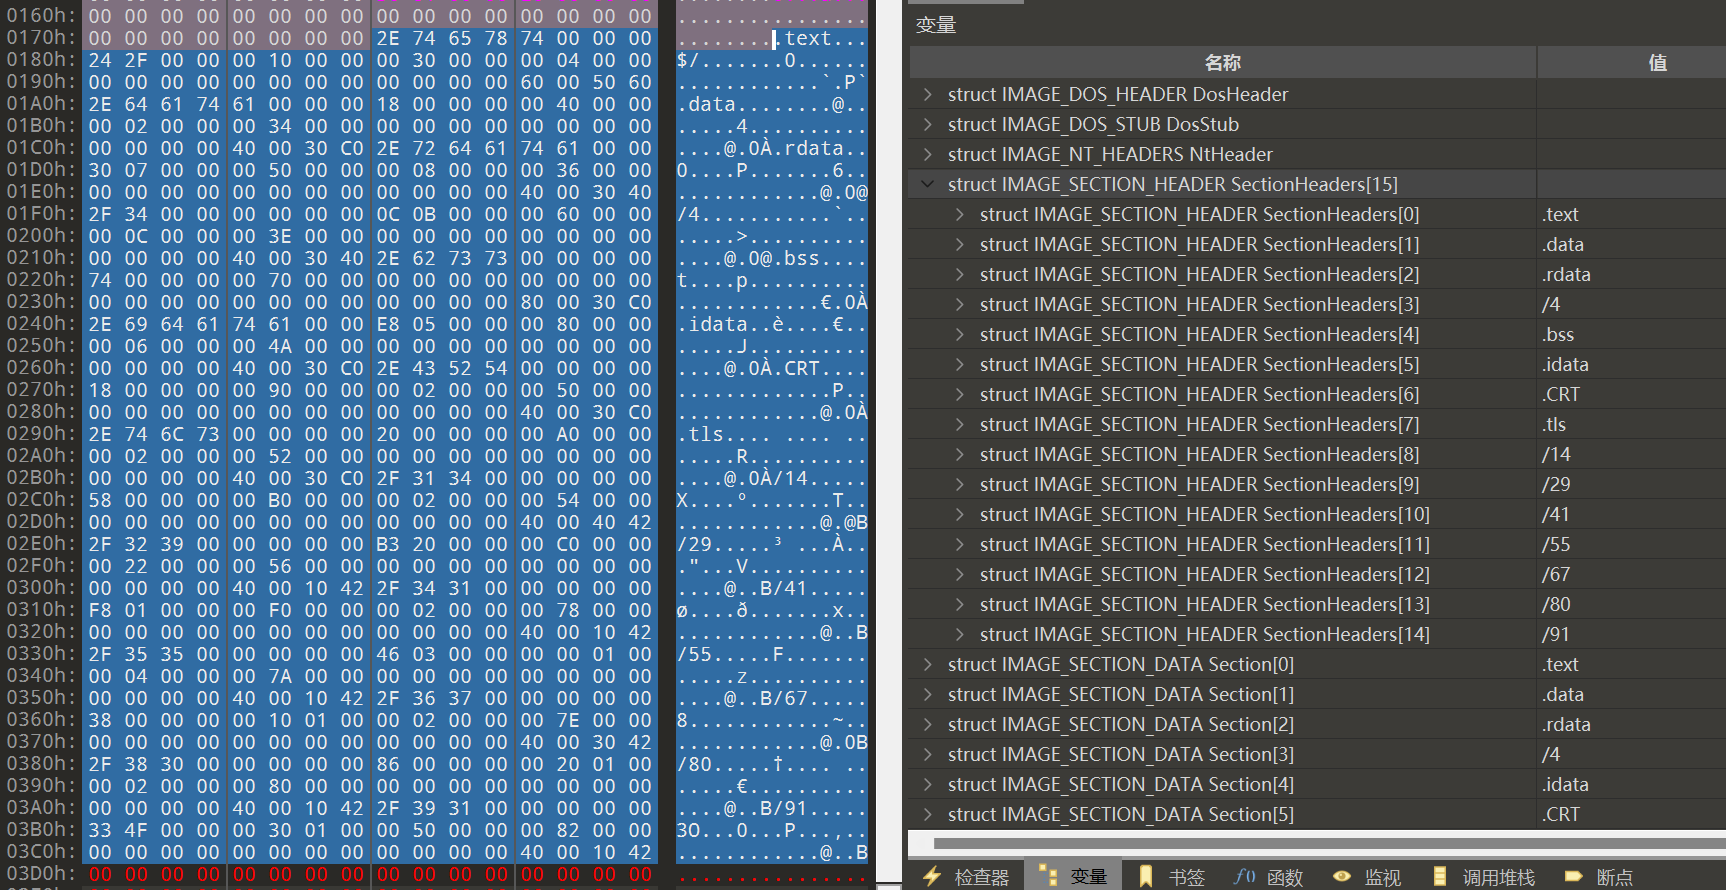 0160h: 00 00 00 00 00 00 00 00 00 00 00 00 00 00 00 00 ................
0170h: 00 00 00 00 00 00 00 00 2E 74 65 78 74 00 00 00 .........text...
0180h: 24 2F 00 00 00 10 00 00 00 30 00 00 00 04 00 00 $/.......0......
0190h: 00 00 00 00 00 00 00 00 00 00 00 00 60 00 50 60 ............`.P`
01A0h: 2E 64 61 74 61 00 00 00 18 00 00 00 00 40 00 00 .data........@..
01B0h: 00 02 00 00 00 34 00 00 00 00 00 00 00 00 00 00 .....4..........
01C0h: 00 00 00 00 40 00 30 C0 2E 72 64 61 74 61 00 00 ....@.0À.rdata..
01D0h: 30 07 00 00 00 50 00 00 00 08 00 00 00 36 00 00 0....P.......6..
01E0h: 00 00 00 00 00 00 00 00 00 00 00 00 40 00 30 40 ............@.0@
01F0h: 2F 34 00 00 00 00 00 00 0C 0B 00 00 00 60 00 00 /4...........`..
0200h: 00 0C 00 00 00 3E 00 00 00 00 00 00 00 00 00 00 .....>..........
0210h: 00 00 00 00 40 00 30 40 2E 62 73 73 00 00 00 00 ....@.0@.bss....
0220h: 74 00 00 00 00 70 00 00 00 00 00 00 00 00 00 00 t....p..........
0230h: 00 00 00 00 00 00 00 00 00 00 00 00 80 00 30 C0 ............€.0À
0240h: 2E 69 64 61 74 61 00 00 E8 05 00 00 00 80 00 00 .idata..è....€..
0250h: 00 06 00 00 00 4A 00 00 00 00 00 00 00 00 00 00 .....J..........
0260h: 00 00 00 00 40 00 30 C0 2E 43 52 54 00 00 00 00 ....@.0À.CRT....
0270h: 18 00 00 00 00 90 00 00 00 02 00 00 00 50 00 00 .............P..
0280h: 00 00 00 00 00 00 00 00 00 00 00 00 40 00 30 C0 ............@.0À
0290h: 2E 74 6C 73 00 00 00 00 20 00 00 00 00 A0 00 00 .tls.... .... ..
02A0h: 00 02 00 00 00 52 00 00 00 00 00 00 00 00 00 00 .....R..........
02B0h: 00 00 00 00 40 00 30 C0 2F 31 34 00 00 00 00 00 ....@.0À/14.....
02C0h: 58 00 00 00 00 B0 00 00 00 02 00 00 00 54 00 00 X....°.......T..
02D0h: 00 00 00 00 00 00 00 00 00 00 00 00 40 00 40 42 ............@.@B
02E0h: 2F 32 39 00 00 00 00 00 B3 20 00 00 00 C0 00 00 /29.....³ ...À..
02F0h: 00 22 00 00 00 56 00 00 00 00 00 00 00 00 00 00 ."...V..........
0300h: 00 00 00 00 40 00 10 42 2F 34 31 00 00 00 00 00 ....@..B/41.....
0310h: F8 01 00 00 00 F0 00 00 00 02 00 00 00 78 00 00 ø....ð.......x..
0320h: 00 00 00 00 00 00 00 00 00 00 00 00 40 00 10 42 ............@..B
0330h: 2F 35 35 00 00 00 00 00 46 03 00 00 00 00 01 00 /55.....F.......
0340h: 00 04 00 00 00 7A 00 00 00 00 00 00 00 00 00 00 .....z..........
0350h: 00 00 00 00 40 00 10 42 2F 36 37 00 00 00 00 00 ....@..B/67.....
0360h: 38 00 00 00 00 10 01 00 00 02 00 00 00 7E 00 00 8............~..
0370h: 00 00 00 00 00 00 00 00 00 00 00 00 40 00 30 42 ............@.0B
0380h: 2F 38 30 00 00 00 00 00 86 00 00 00 00 20 01 00 /80.....†.... ..
0390h: 00 02 00 00 00 80 00 00 00 00 00 00 00 00 00 00 .....€..........
03A0h: 00 00 00 00 40 00 10 42 2F 39 31 00 00 00 00 00 ....@..B/91.....
03B0h: 33 4F 00 00 00 30 01 00 00 50 00 00 00 82 00 00 3O...0...P...‚..
03C0h: 00 00 00 00 00 00 00 00 00 00 00 00 40 00 10 42 ............@..B
03D0h: 00 00 00 00 00 00 00 00 00 00 00 00 00 00 00 00 ................
变量
名称 值
struct IMAGE_DOS_HEADER DosHeader
struct IMAGE_DOS_STUB DosStub
struct IMAGE_NT_HEADERS NtHeader
struct IMAGE_SECTION_HEADER SectionHeaders[15]
struct IMAGE_SECTION_HEADER SectionHeaders[0] .text
struct IMAGE_SECTION_HEADER SectionHeaders[1] .data
struct IMAGE_SECTION_HEADER SectionHeaders[2] .rdata
struct IMAGE_SECTION_HEADER SectionHeaders[3] /4
struct IMAGE_SECTION_HEADER SectionHeaders[4] .bss
struct IMAGE_SECTION_HEADER SectionHeaders[5] .idata
struct IMAGE_SECTION_HEADER SectionHeaders[6] .CRT
struct IMAGE_SECTION_HEADER SectionHeaders[7] .tls
struct IMAGE_SECTION_HEADER SectionHeaders[8] /14
struct IMAGE_SECTION_HEADER SectionHeaders[9] /29
struct IMAGE_SECTION_HEADER SectionHeaders[10] /41
struct IMAGE_SECTION_HEADER SectionHeaders[11] /55
struct IMAGE_SECTION_HEADER SectionHeaders[12] /67
struct IMAGE_SECTION_HEADER SectionHeaders[13] /80
struct IMAGE_SECTION_HEADER SectionHeaders[14] /91
struct IMAGE_SECTION_DATA Section[0] .text
struct IMAGE_SECTION_DATA Section[1] .data
struct IMAGE_SECTION_DATA Section[2] .rdata
struct IMAGE_SECTION_DATA Section[3] /4
struct IMAGE_SECTION_DATA Section[4] .idata
struct IMAGE_SECTION_DATA Section[5] .CRT
检查器 变量 书签 f() 函数 监视 调用堆栈 断点